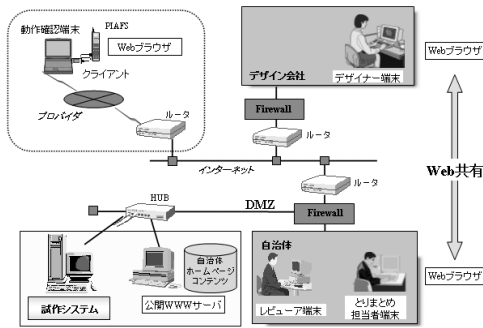 動作確認端末
PIAFS
Webブラウザ
クライアント
プロバイダ
ルータ
デザイン会社
デザイナー端末
Webブラウザ
Firewall
ルータ
インターネット
ルータ
Web共有
HUB
DMZ
Firewall
自治体
ホームページ
コンテンツ
試作システム
公開WWWサーバ
自治体
レビューア端末
とりまとめ
担当者端末
Webブラウザ